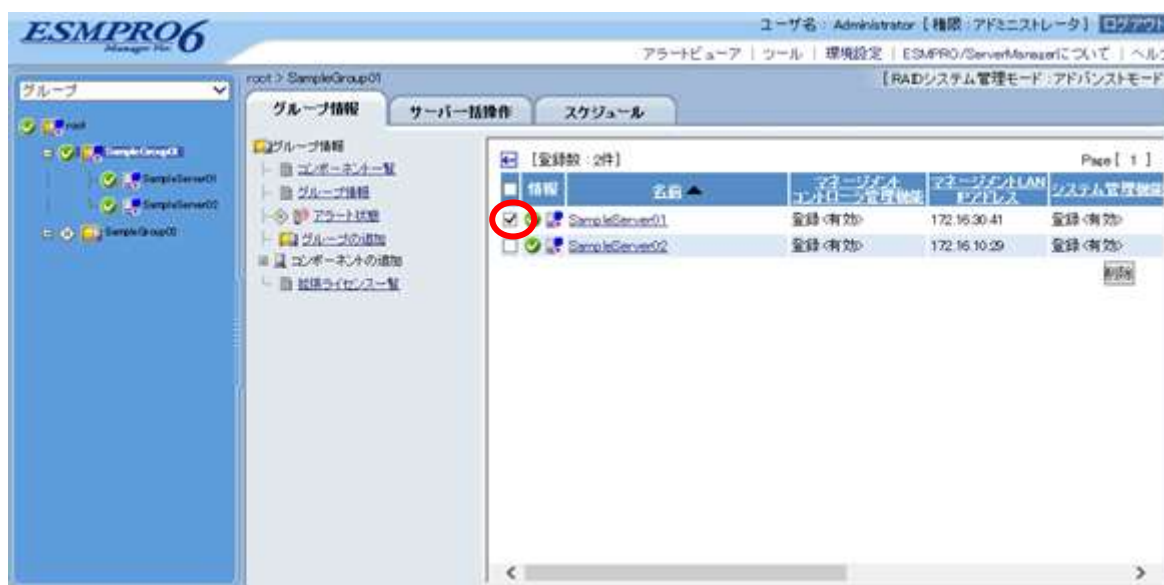 ESMPRO6
Manager
ユーザ名 : Administrator 【 権限 : アドミニストレータ】 ログアウト
アラートビューア | ツール | 環境設定 | ESMPRO/ServerManagerについて | ヘル
グループ
root > SampleGroup01
【RAIDシステム管理モード : アドバンストモード
グループ情報 サーバ一括操作 スケジュール
root
SampleGroup01
SampleServer01
SampleServer02
グループ情報
コンポーネント一覧
グループ情報
アラート状態
グループの追加
コンポーネントの追加
拡張ライセンス一覧
[登録数 : 2件] Page [ 1 ]
情報 名前 ▲ マネージメントコントローラ管理機能 マネージメントLAN IPアドレス システム管理機能
SampleServer01 登録<有効> 172.16.30.41 登録<有効>
SampleServer02 登録<有効> 172.16.10.29 登録<有効>
削除